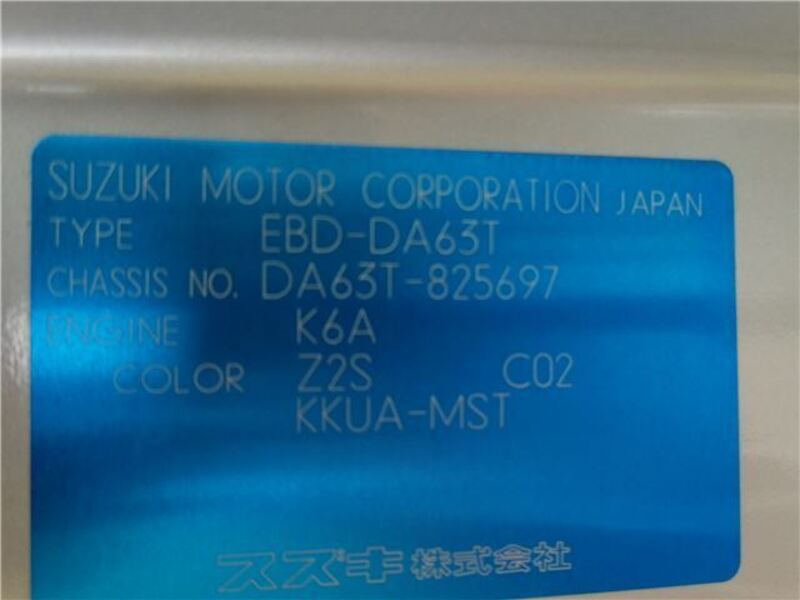 SUZUKI MOTOR CORPORATION JAPAN
TYPE EBD-DA63T
CHASSIS NO. DA63T-825697
ENGINE K6A
COLOR Z2S C02
KKUA-MST
スズキ株式会社